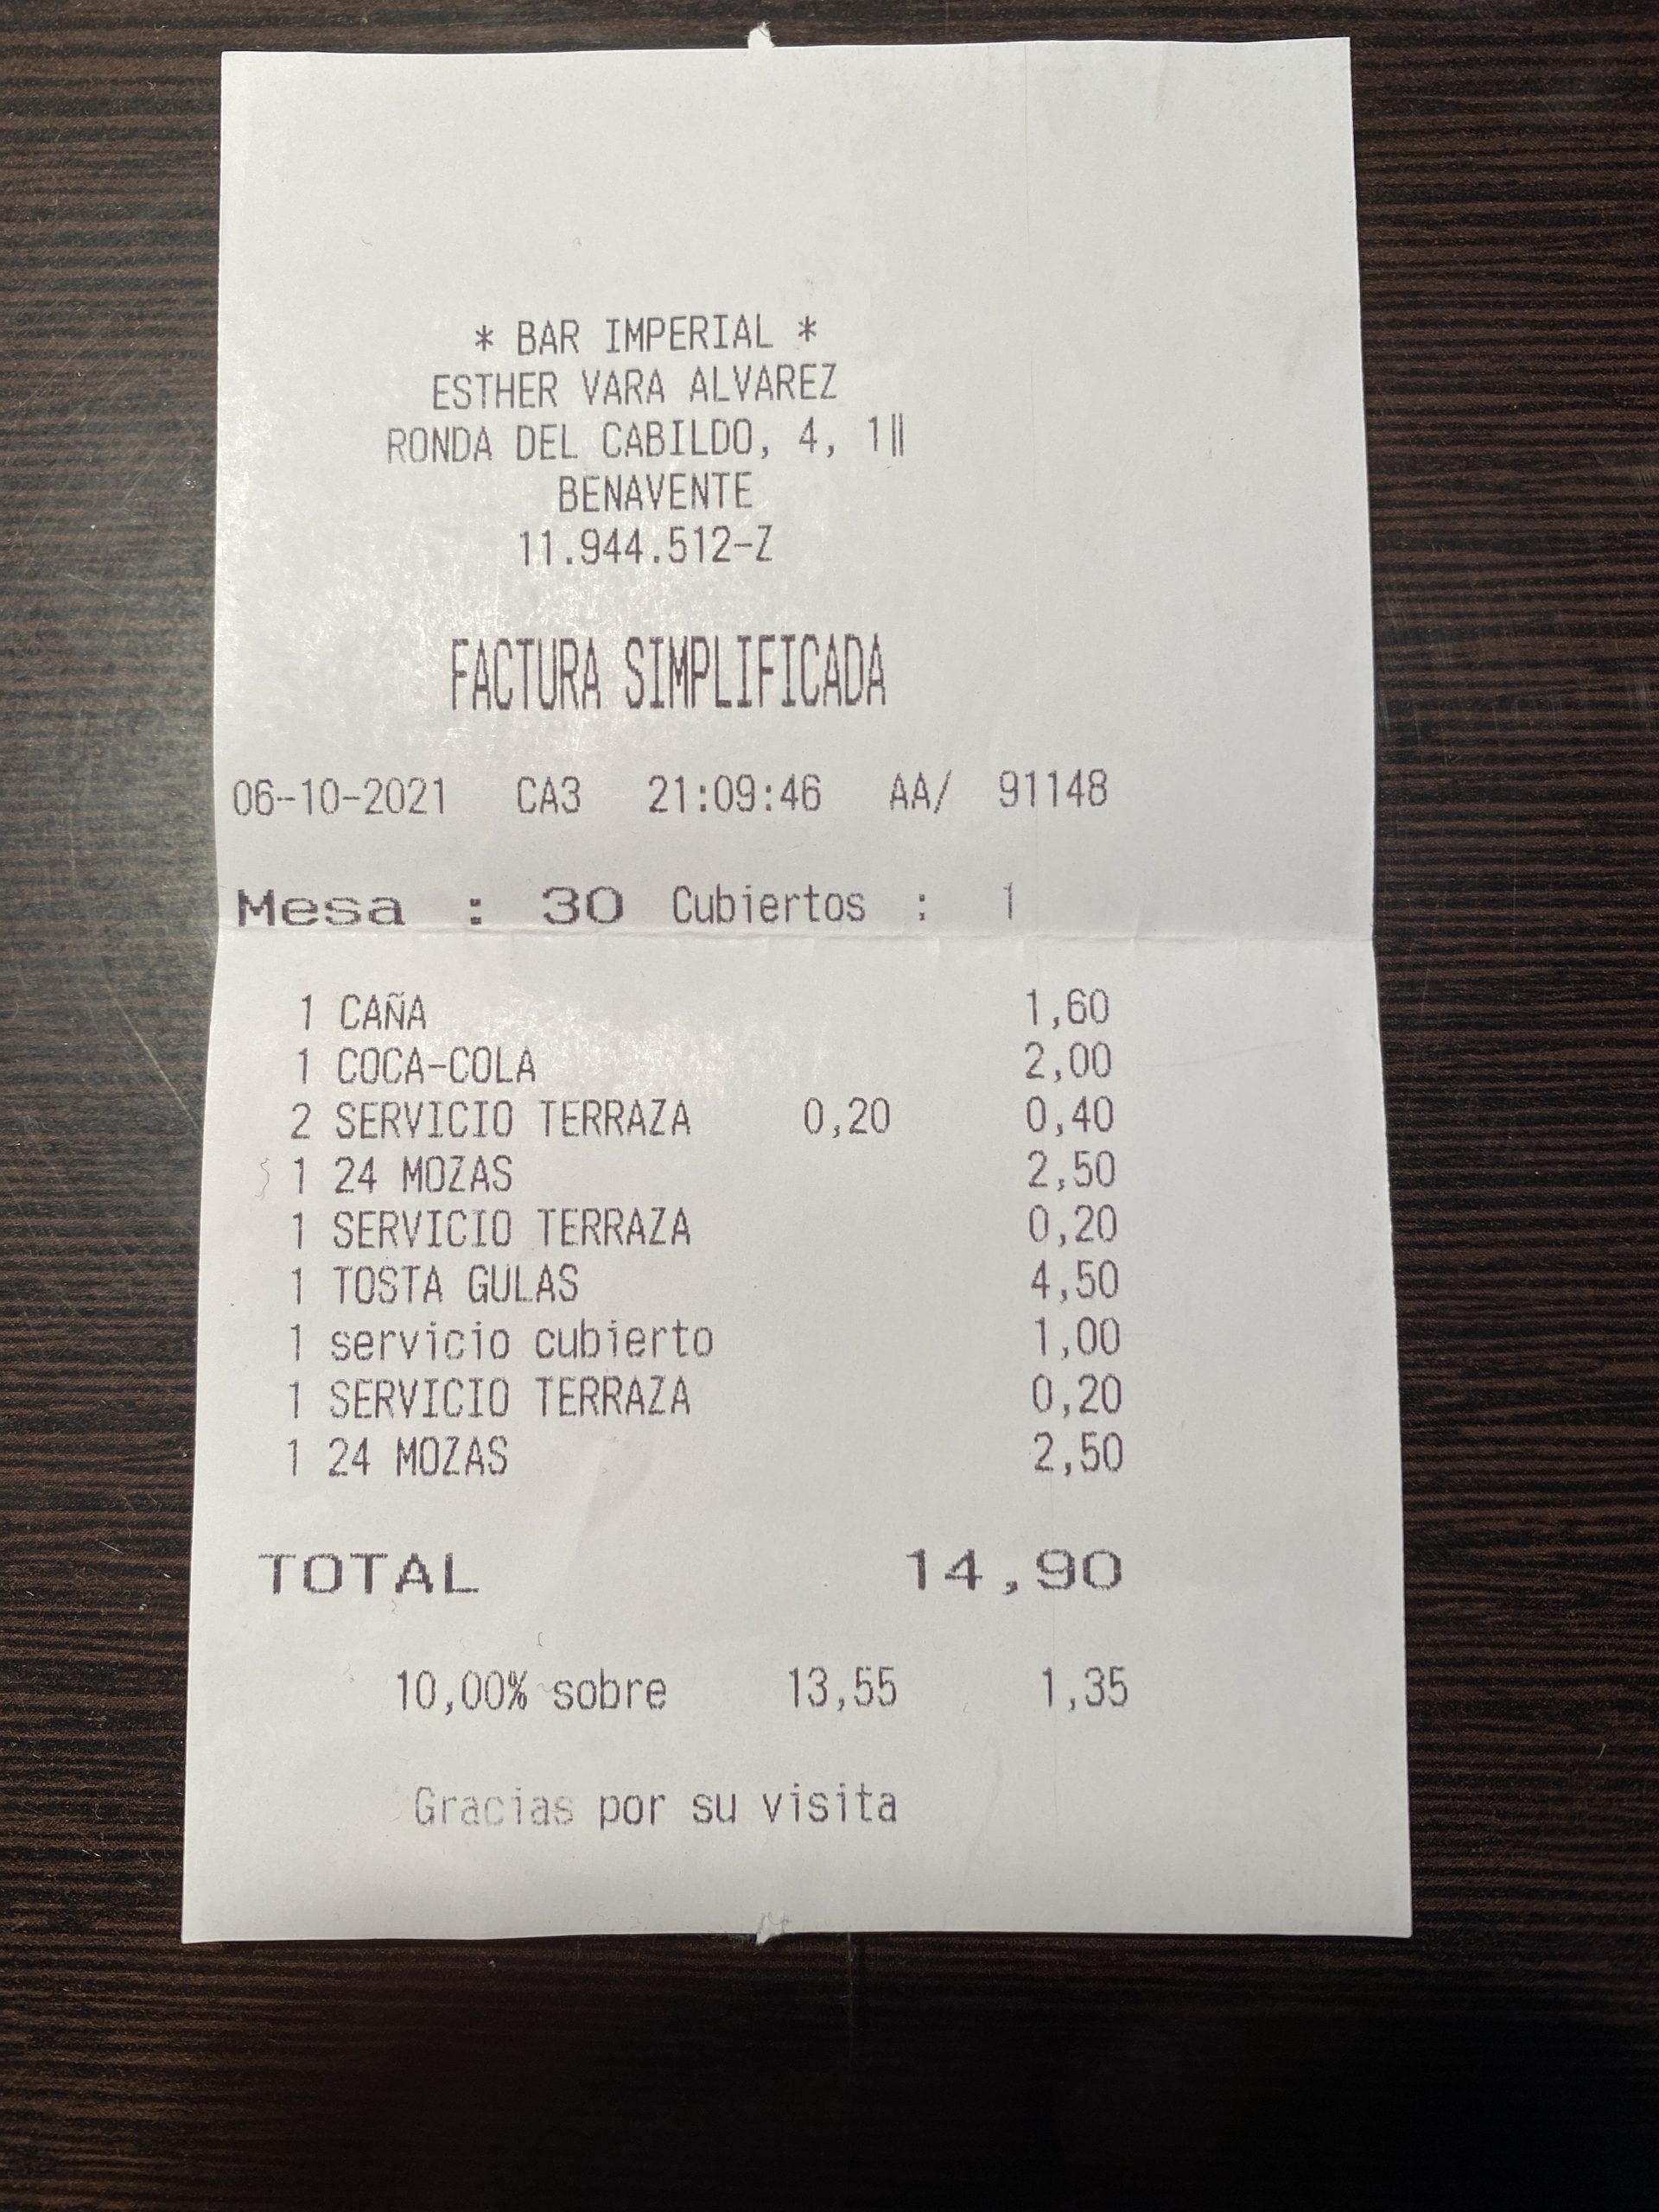 * BAR IMPERIAL *
ESTHER VARA ALVAREZ
RONDA DEL CABILDO, 4, 1‖
BENAVENTE
11.944.512-Z
FACTURA SIMPLIFICADA
06-10-2021 CA3 21:09:46 AA/ 91148
Mesa : 30 Cubiertos : 1
1 CAÑA 1,60
1 COCA-COLA 2,00
2 SERVICIO TERRAZA 0,20 0,40
1 24 MOZAS 2,50
1 SERVICIO TERRAZA 0,20
1 TOSTA GULAS 4,50
1 servicio cubierto 1,00
1 SERVICIO TERRAZA 0,20
1 24 MOZAS 2,50
TOTAL 14,90
10,00% sobre 13,55 1,35
Gracias por su visita